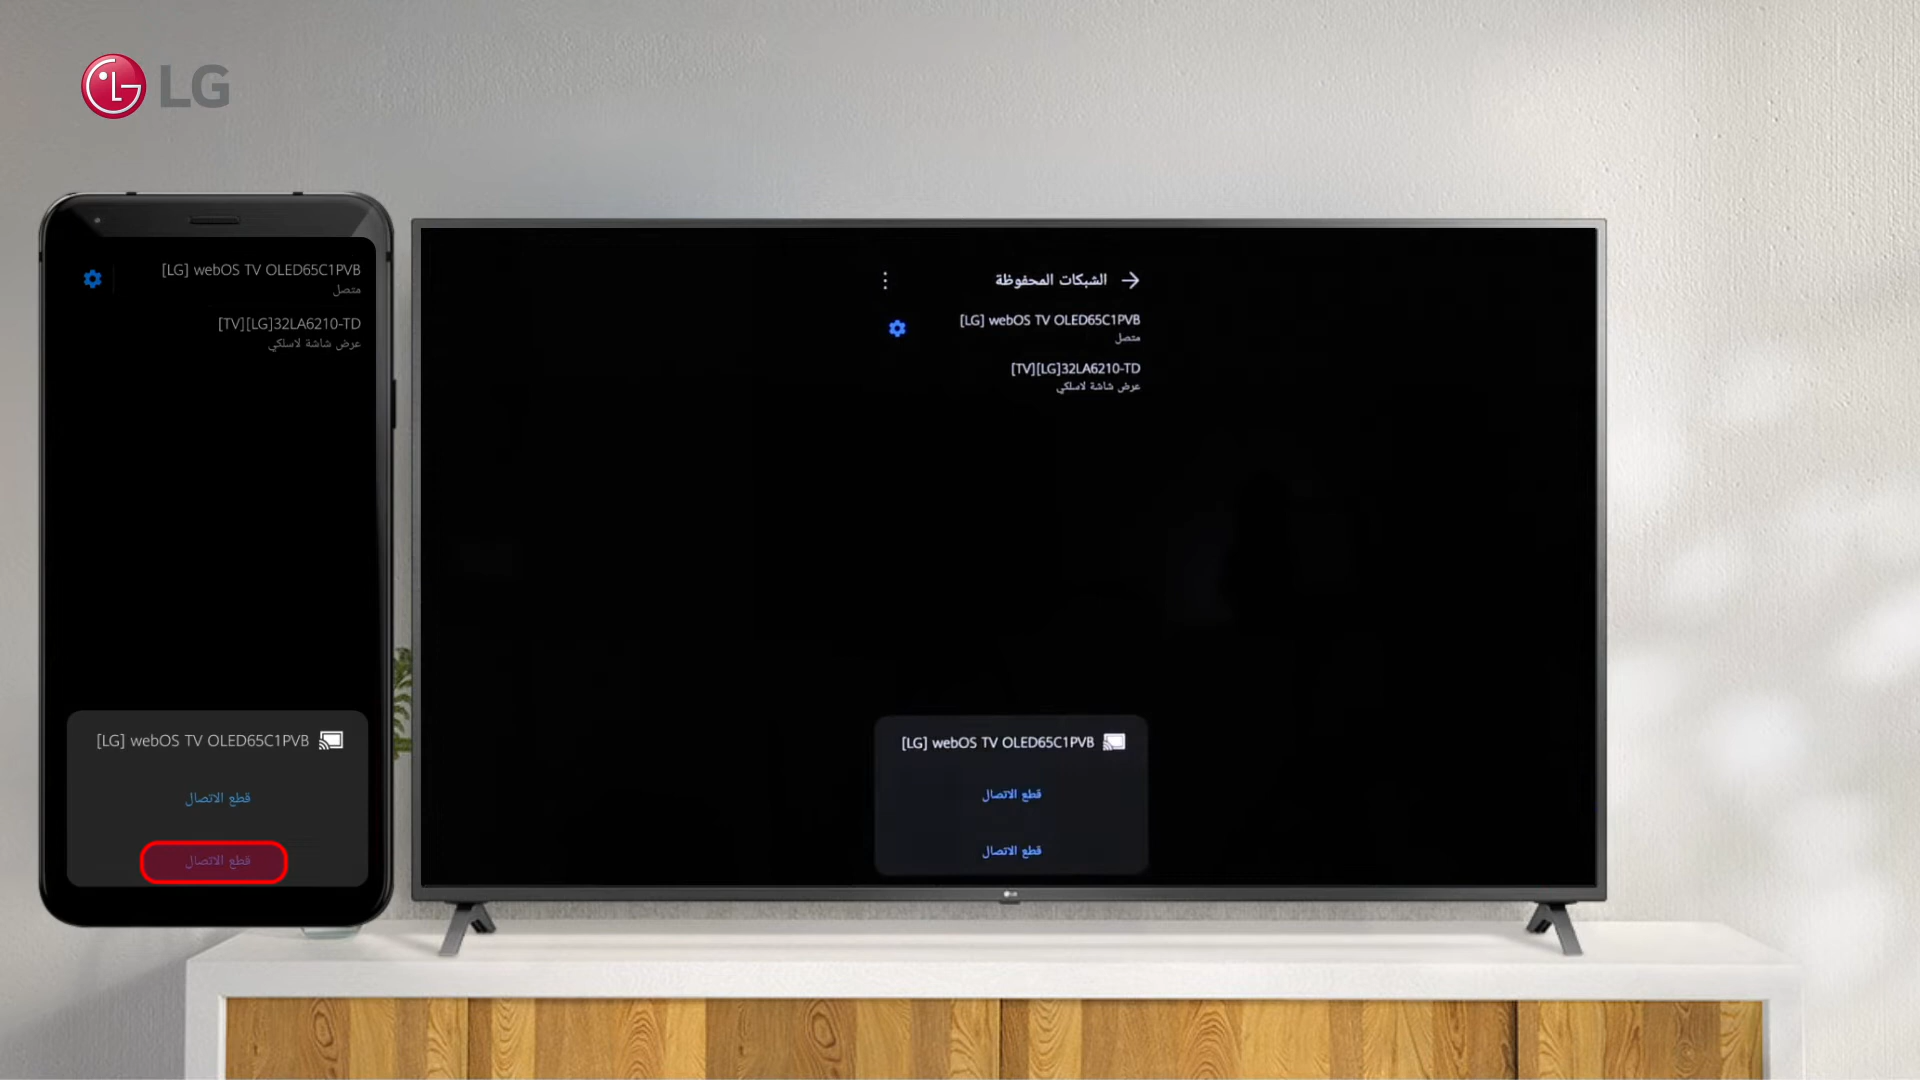 LG
[LG] webOS TV OLED65C1PVB
متصل
[TV][LG]32LA6210-TD
عرض شاشة لاسلكي
[LG] webOS TV OLED65C1PVB
قطع الاتصال
قطع الاتصال
الشبكات المحفوظة
[LG] webOS TV OLED65C1PVB
متصل
[TV][LG]32LA6210-TD
عرض شاشة لاسلكي
[LG] webOS TV OLED65C1PVB
قطع الاتصال
قطع الاتصال
LG